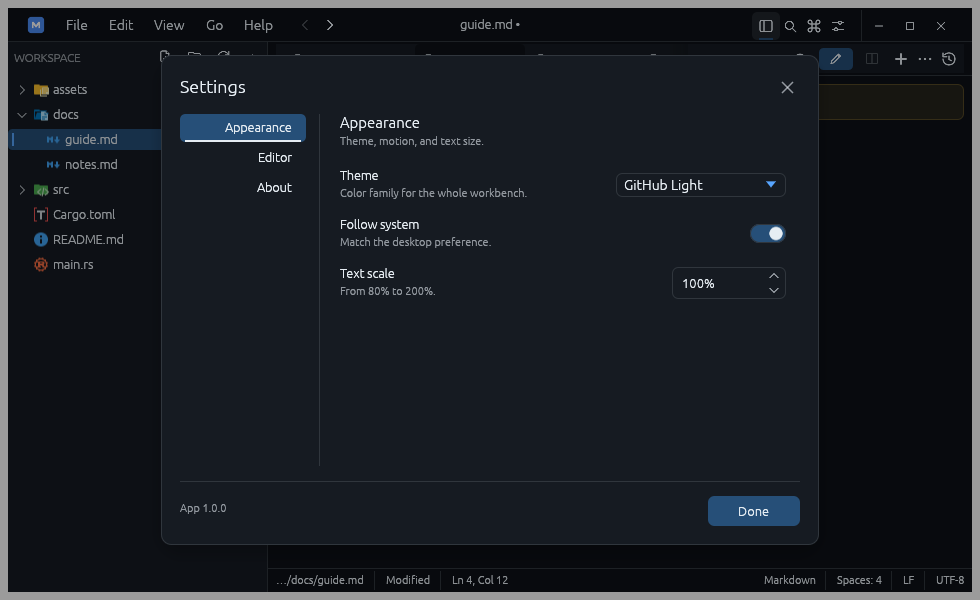 M File Edit View Go Help guide.md •
WORKSPACE
assets
docs
guide.md
notes.md
src
Cargo.toml
README.md
main.rs
Settings
Appearance
Editor
About
Appearance
Theme, motion, and text size.
Theme
Color family for the whole workbench.
GitHub Light
Follow system
Match the desktop preference.
Text scale
From 80% to 200%.
100%
App 1.0.0
Done
.../docs/guide.md Modified Ln 4, Col 12 Markdown Spaces: 4 LF UTF-8